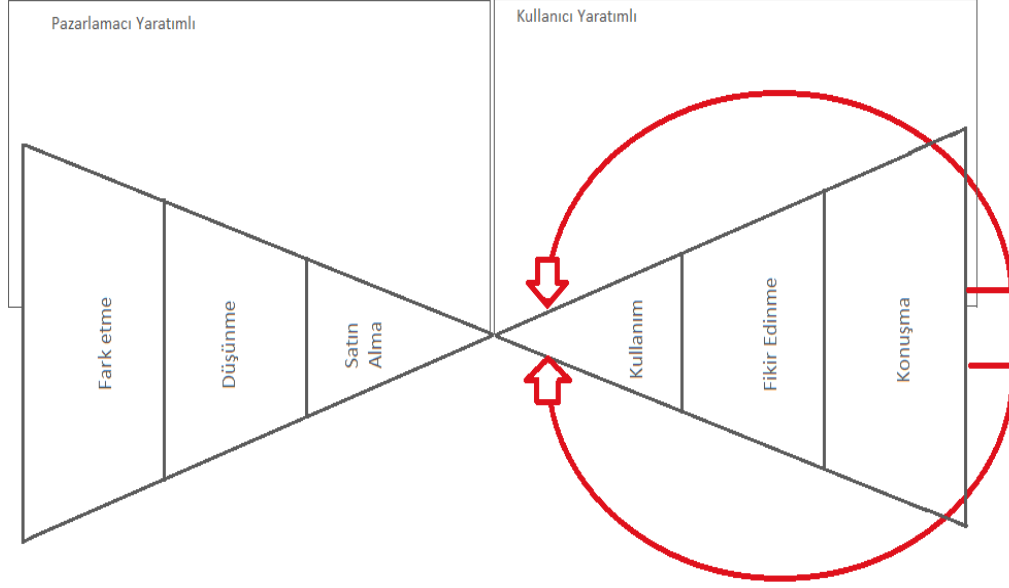 Pazarlamacı Yaratımlı
Kullanıcı Yaratımlı
Fark etme
Düşünme
Satın
Alma
Kullanım
Fikir Edinme
Konuşma